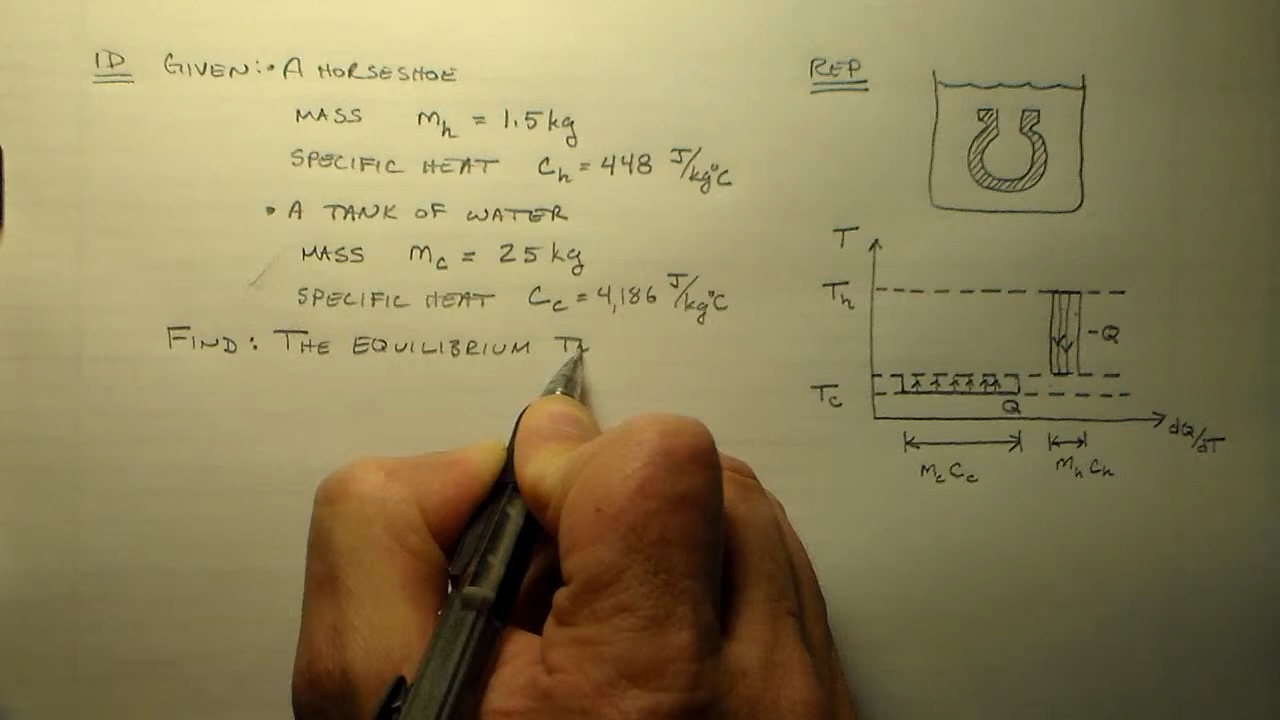 ID GIVEN: • A HORSESHOE
MASS m_h = 1.5 kg
SPECIFIC HEAT C_h = 448 J/kg°C
• A TANK OF WATER
MASS m_c = 25 kg
SPECIFIC HEAT C_c = 4,186 J/kg°C
FIND: THE EQUILIBRIUM
REP
T
T_h
-Q
T_c
Q
dQ/dT
m_c C_c
m_h C_h